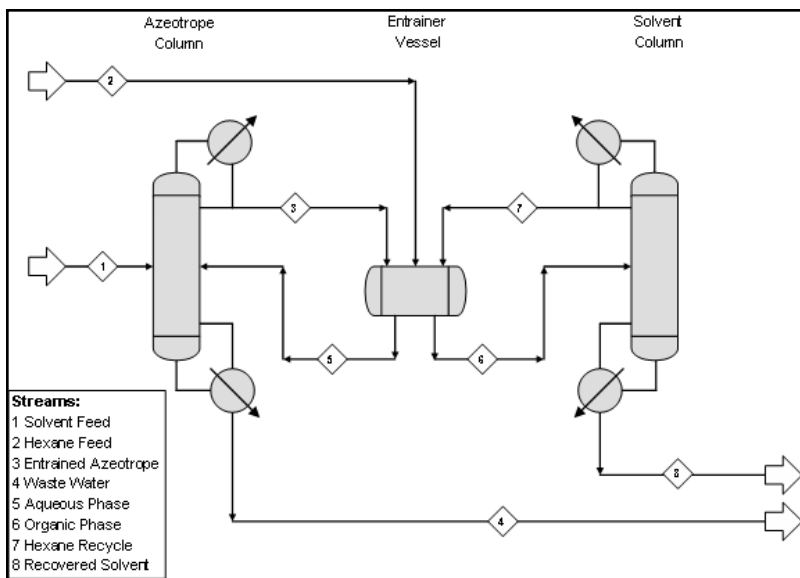 Azeotrope
Column
Entrainer
Vessel
Solvent
Column
2
3
7
1
5
6
8
4
Streams:
1 Solvent Feed
2 Hexane Feed
3 Entrained Azeotrope
4 Waste Water
5 Aqueous Phase
6 Organic Phase
7 Hexane Recycle
8 Recovered Solvent